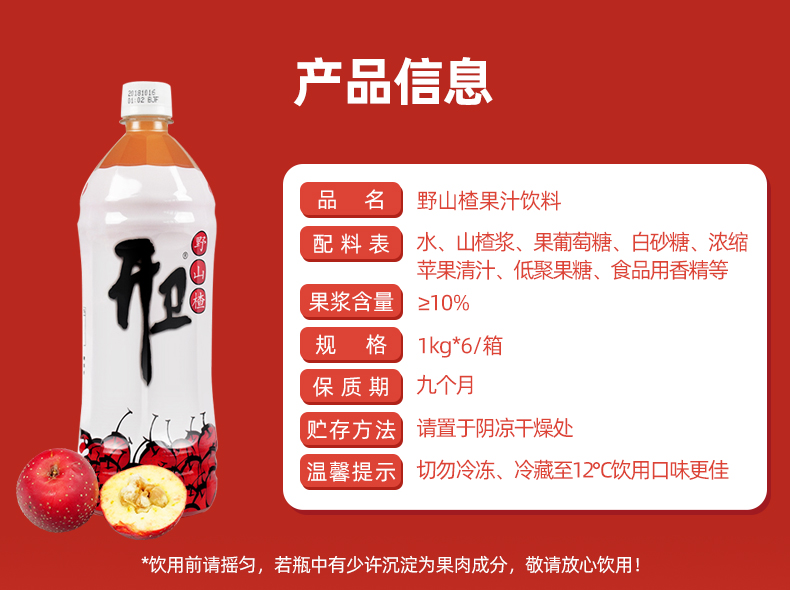 产品信息
20181016
01:02 BJF
野山楂
开卫®
品 名
野山楂果汁饮料
配料表
水、山楂浆、果葡萄糖、白砂糖、浓缩
苹果清汁、低聚果糖、食品用香精等
果浆含量
≥10%
规 格
1kg*6/箱
保质期
九个月
贮存方法
请置于阴凉干燥处
温馨提示
切勿冷冻、冷藏至12℃饮用口味更佳
*饮用前请摇匀，若瓶中有少许沉淀为果肉成分，敬请放心饮用！